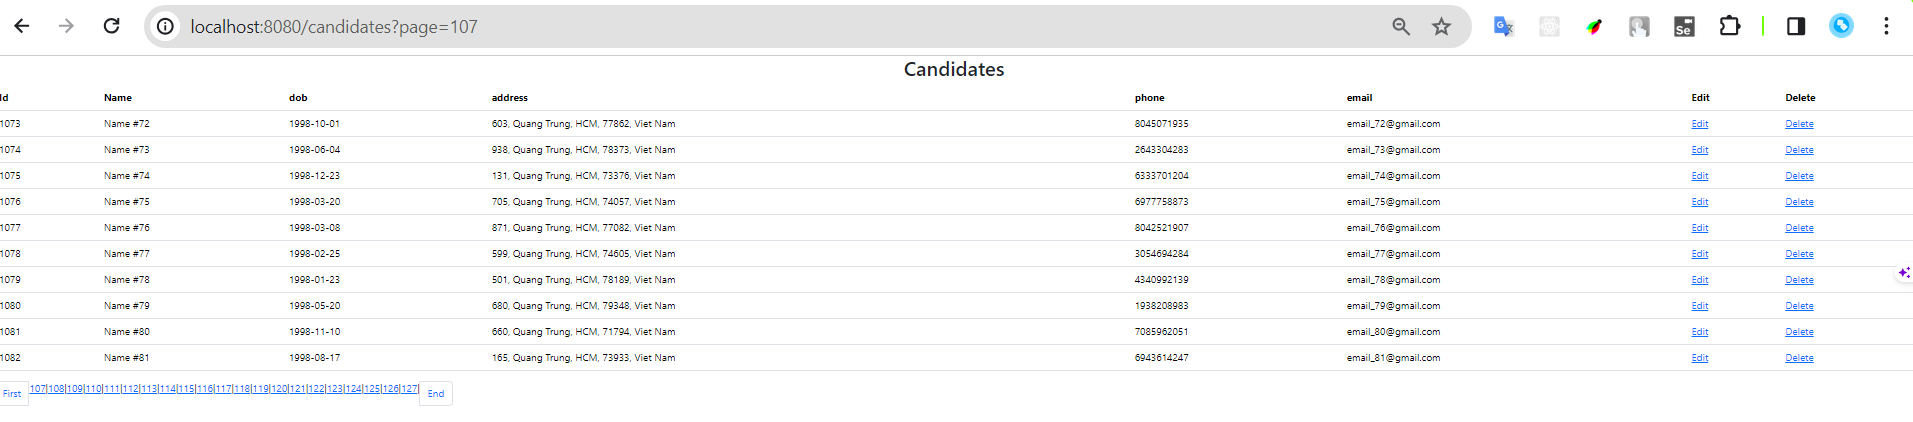 localhost:8080/candidates?page=107
Se
Candidates
Id Name dob address phone email Edit Delete
1073 Name #72 1998-10-01 603, Quang Trung, HCM, 77862, Viet Nam 8045071935 email_72@gmail.com Edit Delete
1074 Name #73 1998-06-04 938, Quang Trung, HCM, 78373, Viet Nam 2643304283 email_73@gmail.com Edit Delete
1075 Name #74 1998-12-23 131, Quang Trung, HCM, 73376, Viet Nam 6333701204 email_74@gmail.com Edit Delete
1076 Name #75 1998-03-20 705, Quang Trung, HCM, 74057, Viet Nam 6977758873 email_75@gmail.com Edit Delete
1077 Name #76 1998-03-08 871, Quang Trung, HCM, 77082, Viet Nam 8042521907 email_76@gmail.com Edit Delete
1078 Name #77 1998-02-25 599, Quang Trung, HCM, 74605, Viet Nam 3054694284 email_77@gmail.com Edit Delete
1079 Name #78 1998-01-23 501, Quang Trung, HCM, 78189, Viet Nam 4340992139 email_78@gmail.com Edit Delete
1080 Name #79 1998-05-20 680, Quang Trung, HCM, 79348, Viet Nam 1938208983 email_79@gmail.com Edit Delete
1081 Name #80 1998-11-10 660, Quang Trung, HCM, 71794, Viet Nam 7085962051 email_80@gmail.com Edit Delete
1082 Name #81 1998-08-17 165, Quang Trung, HCM, 73933, Viet Nam 6943614247 email_81@gmail.com Edit Delete
First 107|108|109|110|111|112|113|114|115|116|117|118|119|120|121|122|123|124|125|126|127| End